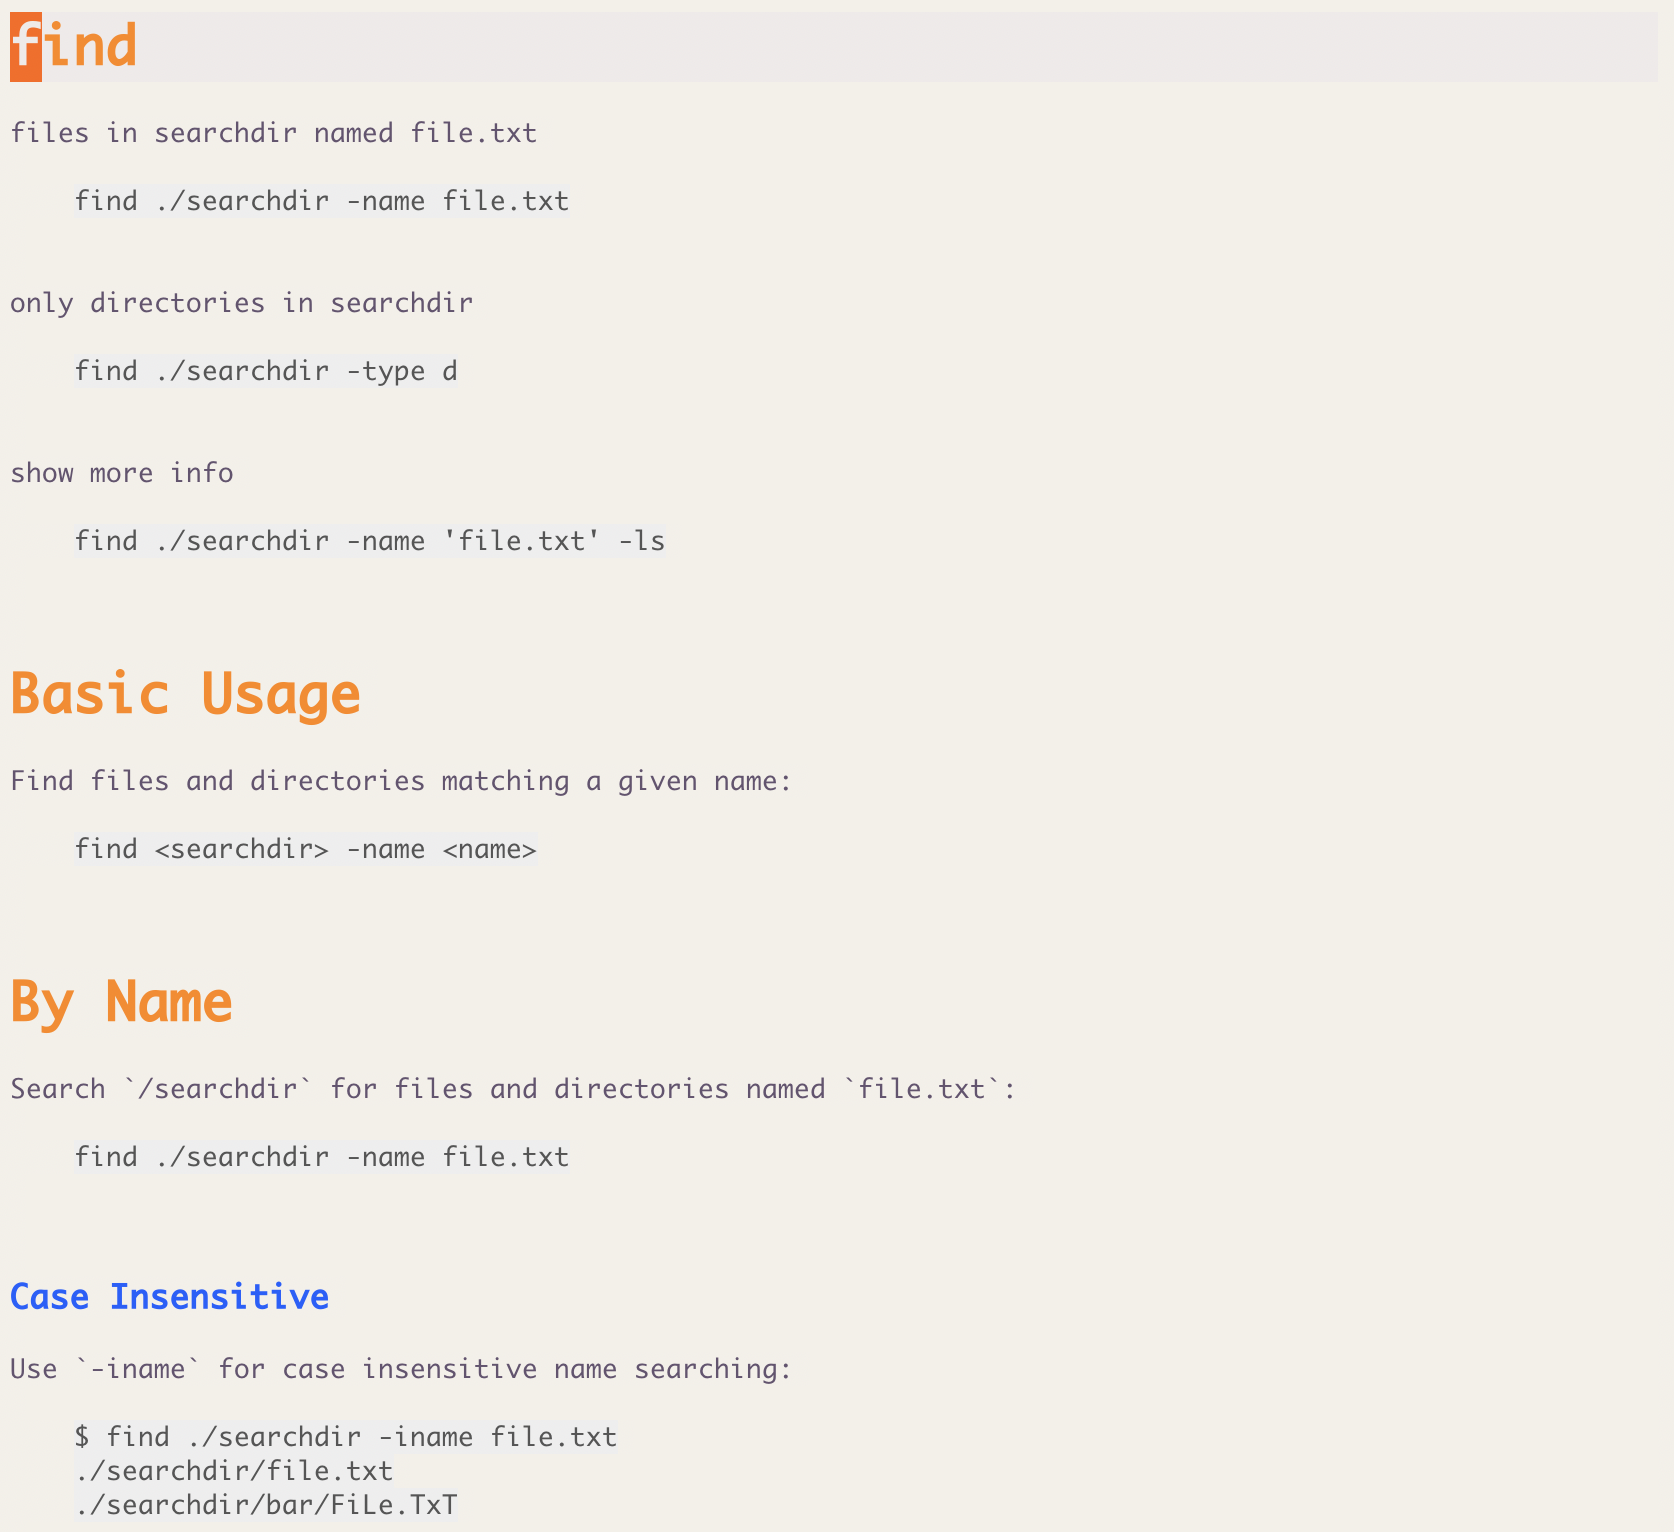 find
files in searchdir named file.txt
find ./searchdir -name file.txt
only directories in searchdir
find ./searchdir -type d
show more info
find ./searchdir -name 'file.txt' -ls
Basic Usage
Find files and directories matching a given name:
find <searchdir> -name <name>
By Name
Search `/searchdir` for files and directories named `file.txt`:
find ./searchdir -name file.txt
Case Insensitive
Use `-iname` for case insensitive name searching:
$ find ./searchdir -iname file.txt
./searchdir/file.txt
./searchdir/bar/FiLe.TxT